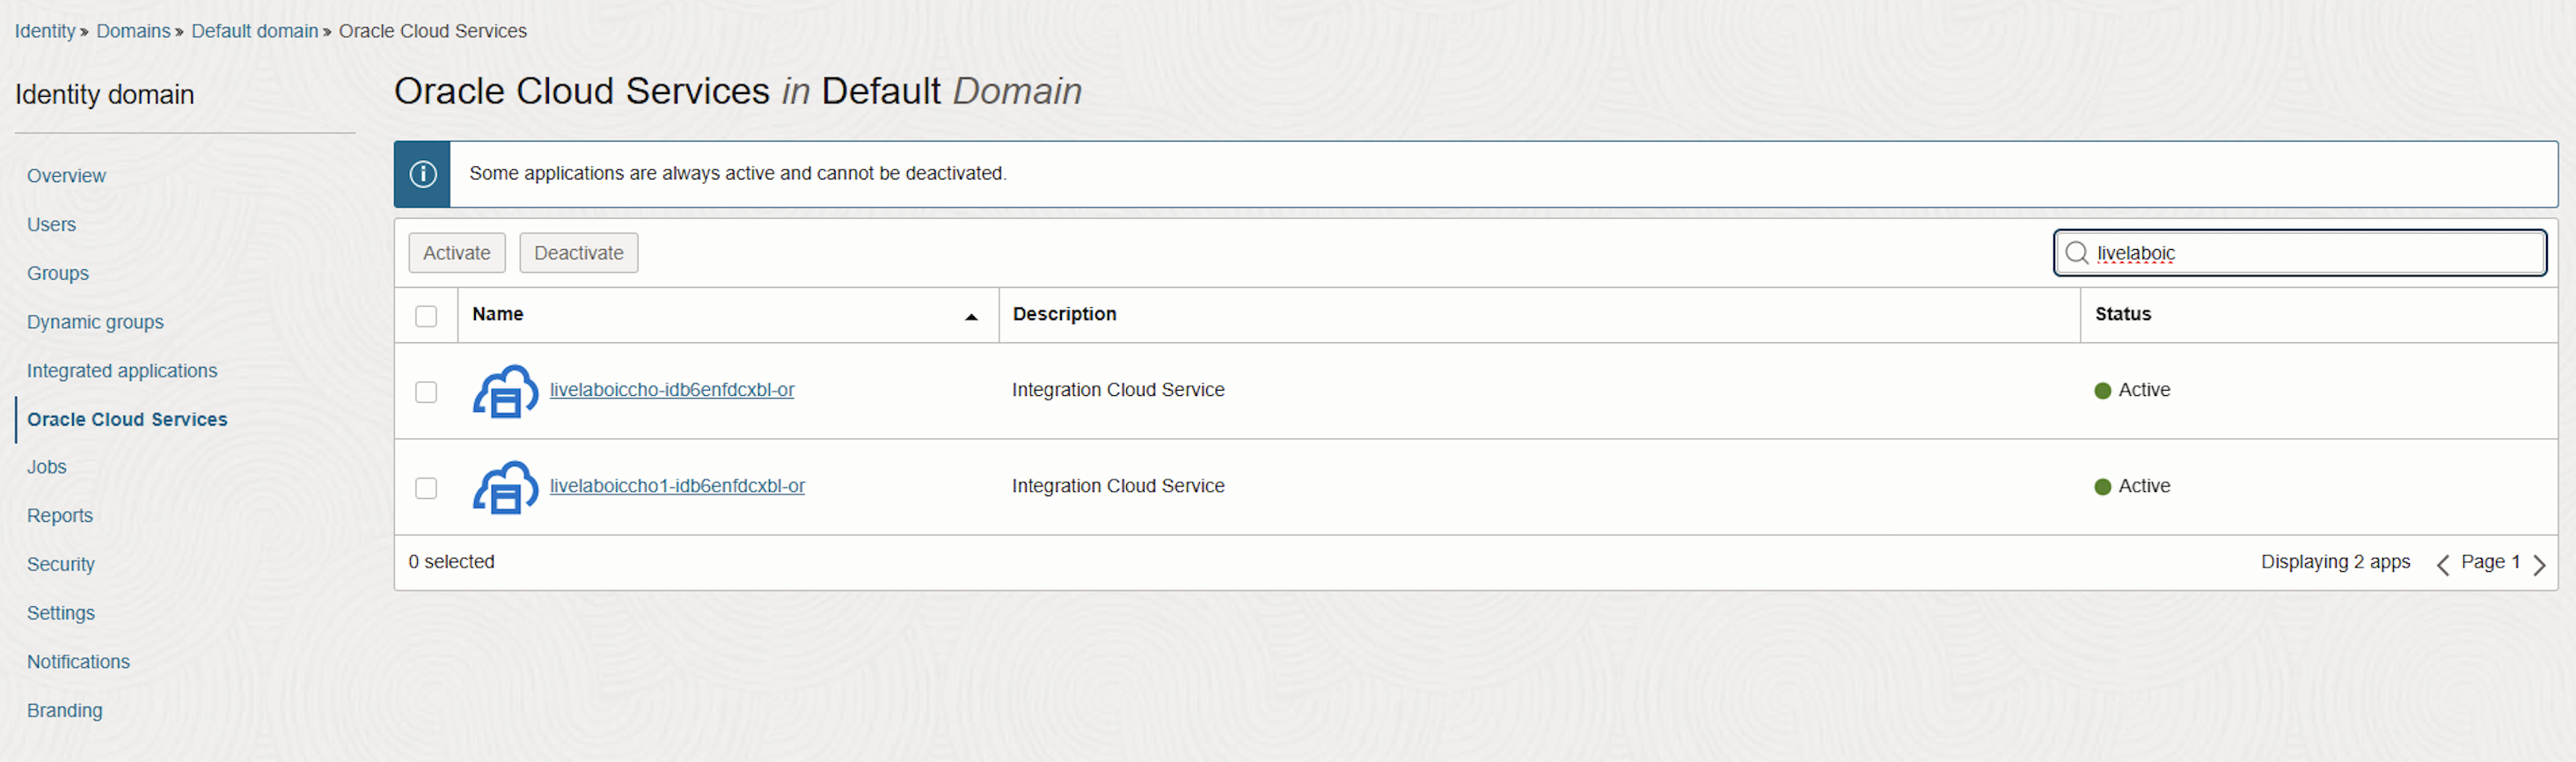 Identity » Domains » Default domain » Oracle Cloud Services
Identity domain
Overview
Users
Groups
Dynamic groups
Integrated applications
Oracle Cloud Services
Jobs
Reports
Security
Settings
Notifications
Branding
Oracle Cloud Services in Default Domain
Some applications are always active and cannot be deactivated.
Activate Deactivate livelaboic
Name Description Status
livelaboiccho-idb6enfdcxbl-or Integration Cloud Service Active
livelaboiccho1-idb6enfdcxbl-or Integration Cloud Service Active
0 selected Displaying 2 apps Page 1